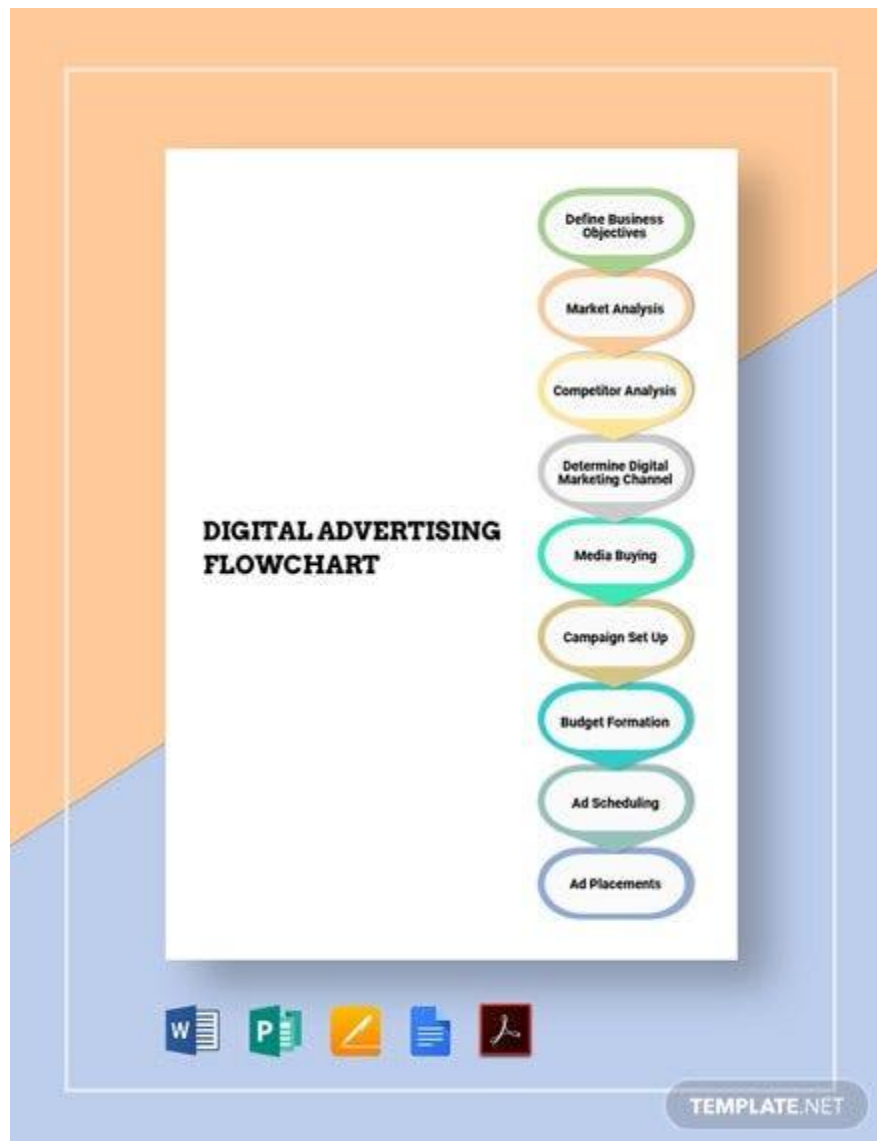 DIGITAL ADVERTISING
FLOWCHART
Define Business
Objectives
Market Analysis
Competitor Analysis
Determine Digital
Marketing Channel
Media Buying
Campaign Set Up
Budget Formation
Ad Scheduling
Ad Placements
W
P
TEMPLATE.NET